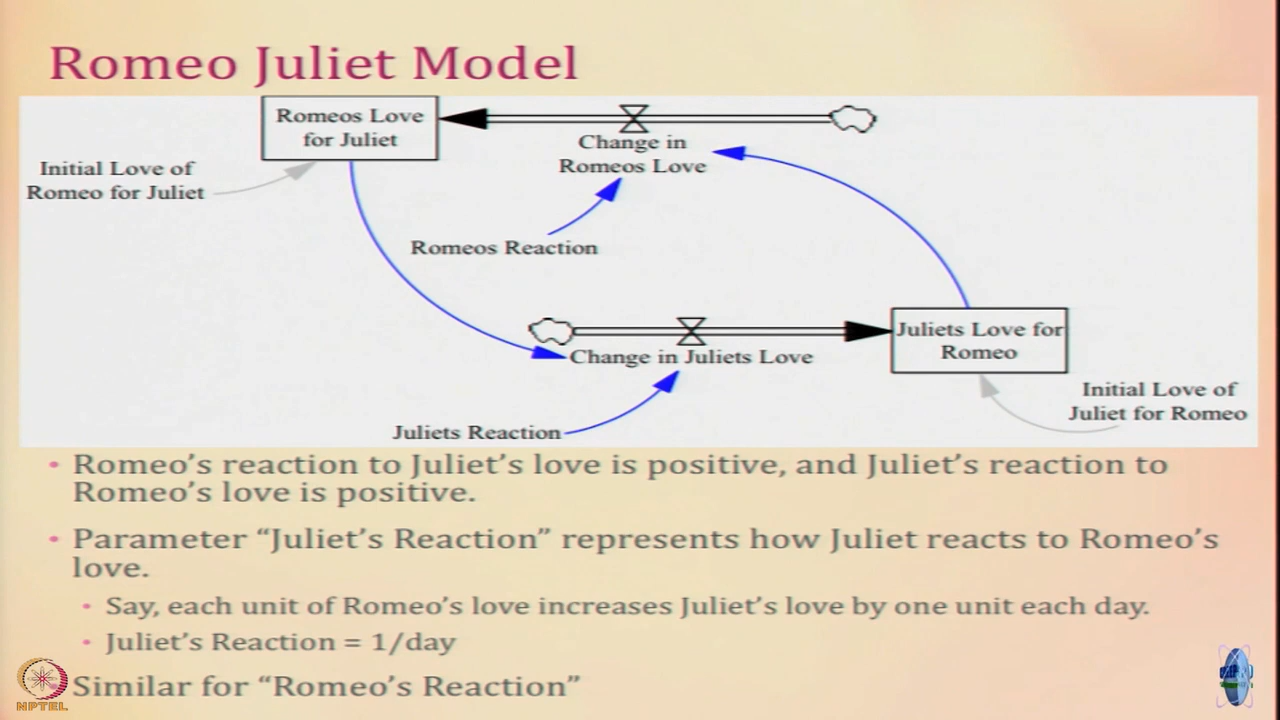 Romeo Juliet Model
Romeos Love
for Juliet
Change in
Romeos Love
Initial Love of
Romeo for Juliet
Romeos Reaction
Juliets Love for
Romeo
Change in Juliets Love
Initial Love of
Juliet for Romeo
Juliets Reaction
• Romeo's reaction to Juliet's love is positive, and Juliet's reaction to
Romeo's love is positive.
• Parameter “Juliet's Reaction” represents how Juliet reacts to Romeo's
love.
• Say, each unit of Romeo's love increases Juliet's love by one unit each day.
• Juliet's Reaction = 1/day
Similar for “Romeo's Reaction”
NPTEL